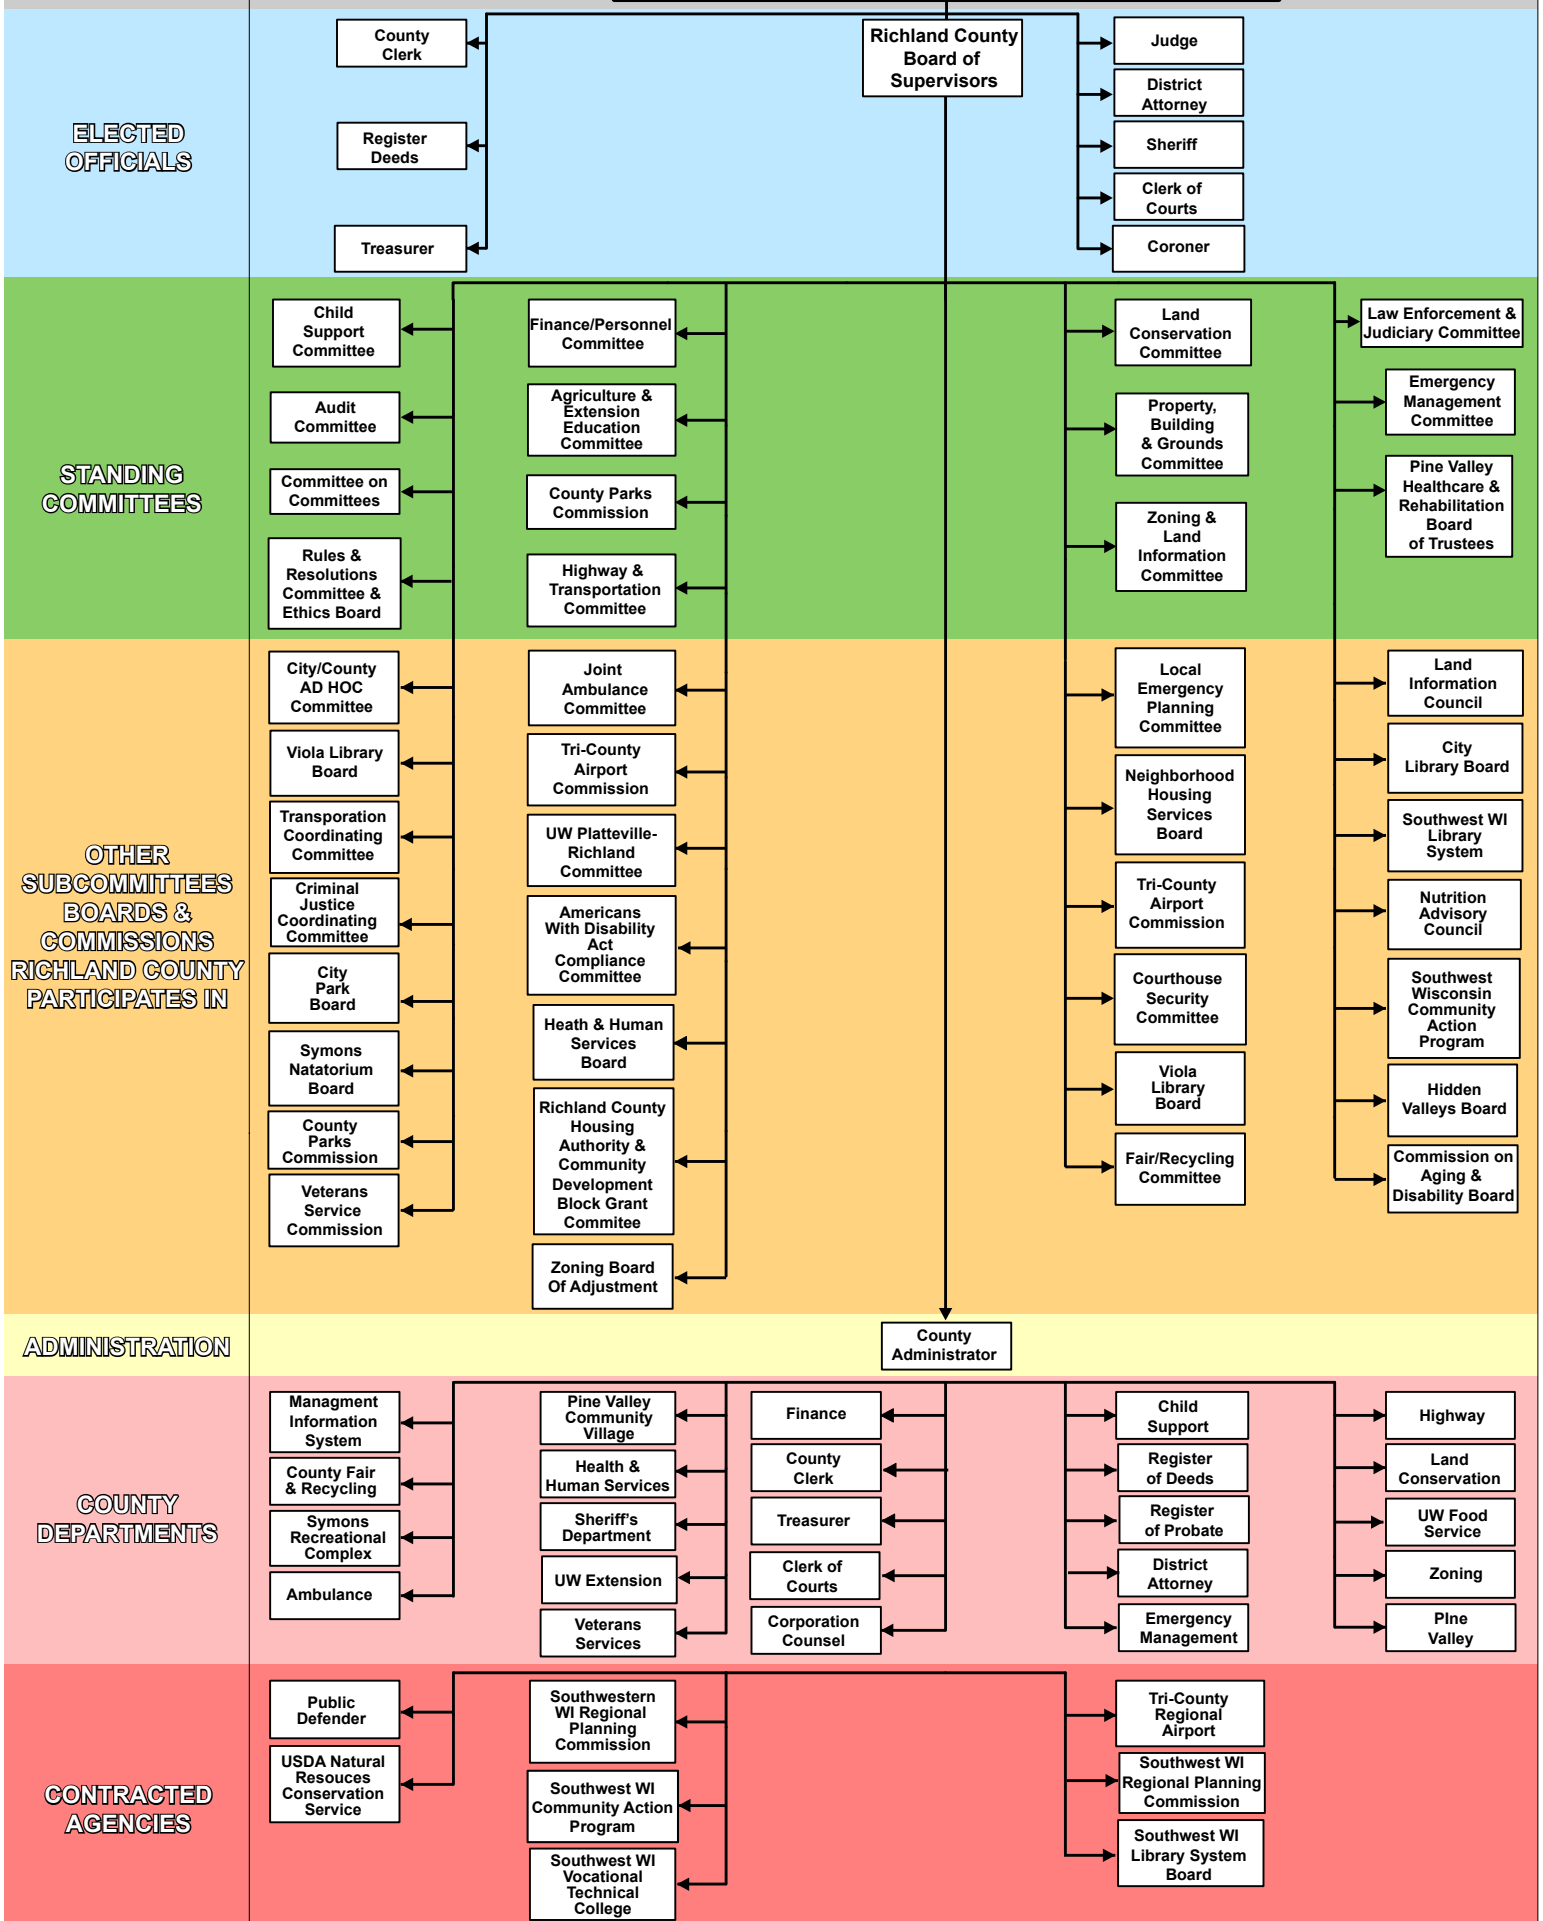 ELECTED
OFFICIALS
County
Clerk
Register
Deeds
Treasurer
Richland County
Board of
Supervisors
Judge
District
Attorney
Sheriff
Clerk of
Courts
Coroner
STANDING
COMMITTEES
Child
Support
Committee
Audit
Committee
Committee on
Committees
Rules &
Resolutions
Committee &
Ethics Board
Finance/Personnel
Committee
Agriculture &
Extension
Education
Committee
County Parks
Commission
Highway &
Transportation
Committee
Land
Conservation
Committee
Property,
Building
& Grounds
Committee
Zoning &
Land
Information
Committee
Law Enforcement &
Judiciary Committee
Emergency
Management
Committee
Pine Valley
Healthcare &
Rehabilitation
Board
of Trustees
OTHER
SUBCOMMITTEES
BOARDS &
COMMISSIONS
RICHLAND COUNTY
PARTICIPATES IN
City/County
AD HOC
Committee
Viola Library
Board
Transporation
Coordinating
Committee
Criminal
Justice
Coordinating
Committee
City
Park
Board
Symons
Natatorium
Board
County
Parks
Commission
Veterans
Service
Commission
Joint
Ambulance
Committee
Tri-County
Airport
Commission
UW Platteville-
Richland
Committee
Americans
With Disability
Act
Compliance
Committee
Heath & Human
Services
Board
Richland County
Housing
Authority &
Community
Development
Block Grant
Commitee
Zoning Board
Of Adjustment
Local
Emergency
Planning
Committee
Neighborhood
Housing
Services
Board
Tri-County
Airport
Commission
Courthouse
Security
Committee
Viola
Library
Board
Fair/Recycling
Committee
Land
Information
Council
City
Library Board
Southwest WI
Library
System
Nutrition
Advisory
Council
Southwest
Wisconsin
Community
Action
Program
Hidden
Valleys Board
Commission on
Aging &
Disability Board
ADMINISTRATION
County
Administrator
COUNTY
DEPARTMENTS
Managment
Information
System
County Fair
& Recycling
Symons
Recreational
Complex
Ambulance
Pine Valley
Community
Village
Health &
Human Services
Sheriff's
Department
UW Extension
Veterans
Services
Finance
County
Clerk
Treasurer
Clerk of
Courts
Corporation
Counsel
Child
Support
Register
of Deeds
Register
of Probate
District
Attorney
Emergency
Management
Highway
Land
Conservation
UW Food
Service
Zoning
PIne
Valley
CONTRACTED
AGENCIES
Public
Defender
USDA Natural
Resouces
Conservation
Service
Southwestern
WI Regional
Planning
Commission
Southwest WI
Community Action
Program
Southwest WI
Vocational
Technical
College
Tri-County
Regional
Airport
Southwest WI
Regional Planning
Commission
Southwest WI
Library System
Board